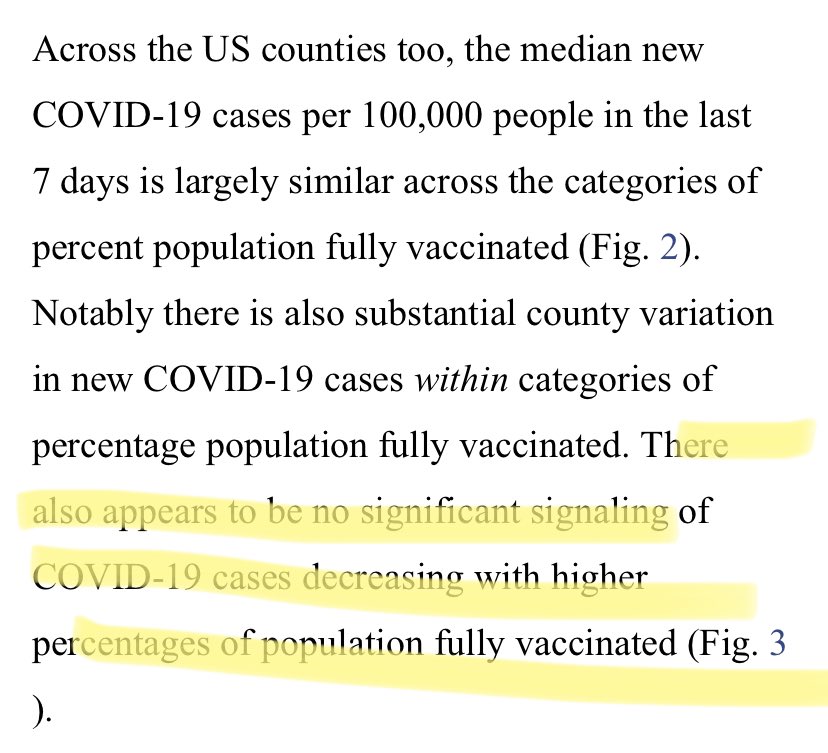 Across the US counties too, the median new
COVID-19 cases per 100,000 people in the last
7 days is largely similar across the categories of
percent population fully vaccinated (Fig. 2).
Notably there is also substantial county variation
in new COVID-19 cases within categories of
percentage population fully vaccinated. There
also appears to be no significant signaling of
COVID-19 cases decreasing with higher
percentages of population fully vaccinated (Fig. 3
).